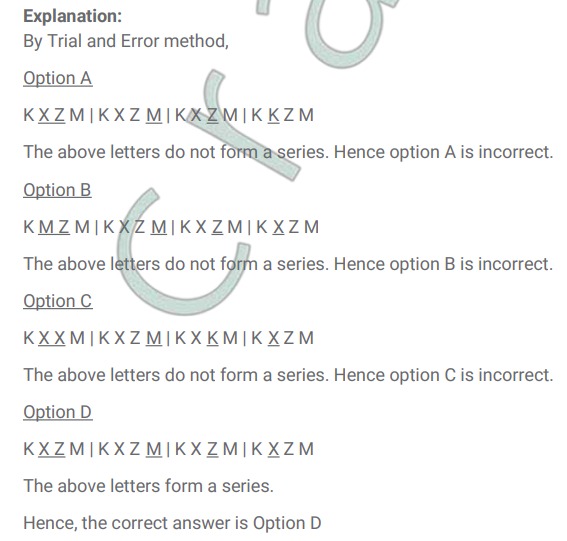 Explanation:
By Trial and Error method,
Option A
K X Z M | K X Z M | K X Z M | K K Z M
The above letters do not form a series. Hence option A is incorrect.
Option B
K M Z M | K X Z M | K X Z M | K X Z M
The above letters do not form a series. Hence option B is incorrect.
Option C
K X X M | K X Z M | K X K M | K X Z M
The above letters do not form a series. Hence option C is incorrect.
Option D
K X Z M | K X Z M | K X Z M | K X Z M
The above letters form a series.
Hence, the correct answer is Option D